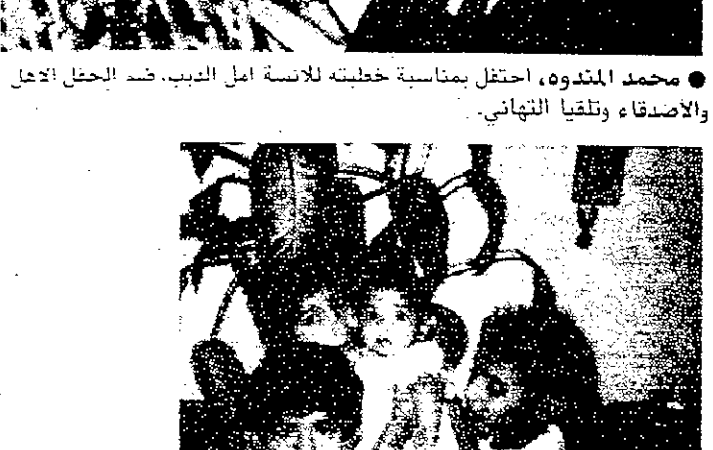 ● محمد المندوه، احتفل بمناسبة خطبته للانسة امل الديب، ضم الحفل الاهل
والأصدقاء وتلقيا التهاني.